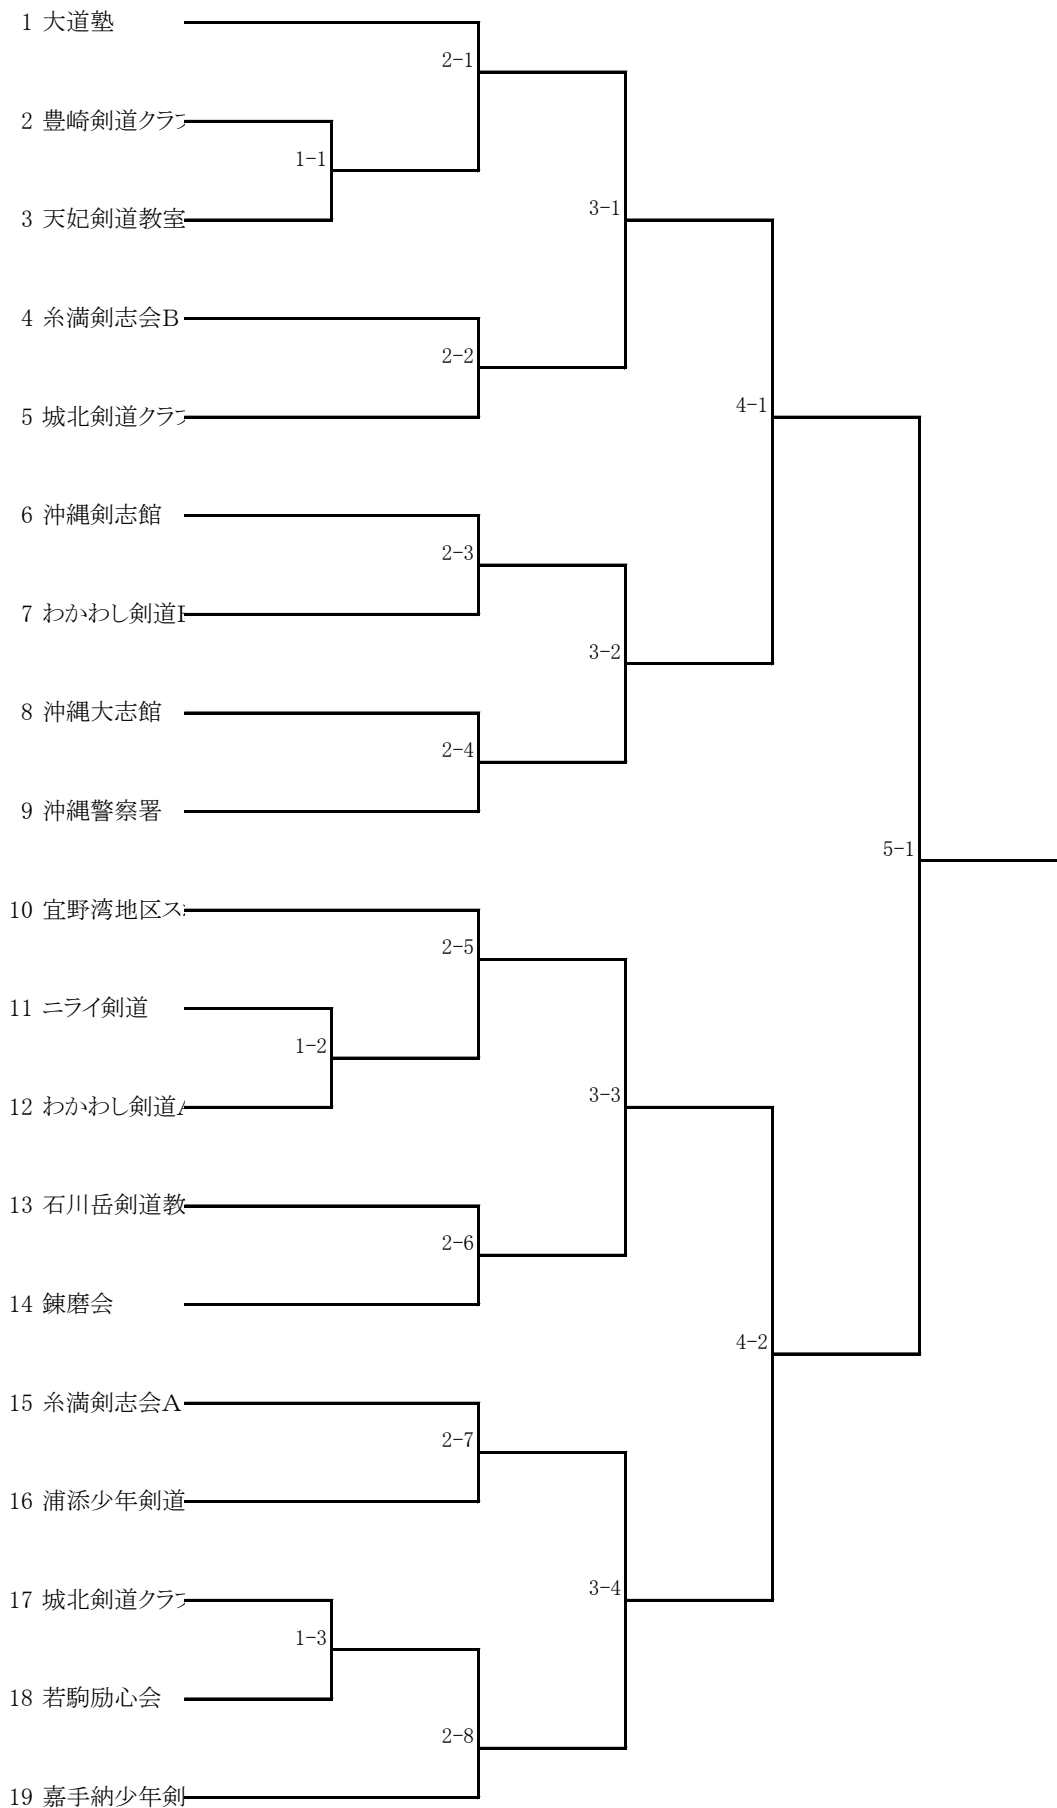 1 大道塾
2-1
2 豊崎剣道クラ
1-1
3 天妃剣道教室
3-1
4 糸満剣志会B
2-2
5 城北剣道クラ
4-1
6 沖縄剣志館
2-3
7 わかわし剣道
3-2
8 沖縄大志館
2-4
9 沖縄警察署
5-1
10 宜野湾地区ス
2-5
11 ニライ剣道
1-2
12 わかわし剣道
3-3
13 石川岳剣道教
2-6
14 錬磨会
4-2
15 糸満剣志会A
2-7
16 浦添少年剣道
3-4
17 城北剣道クラ
1-3
18 若駒励心会
2-8
19 嘉手納少年剣